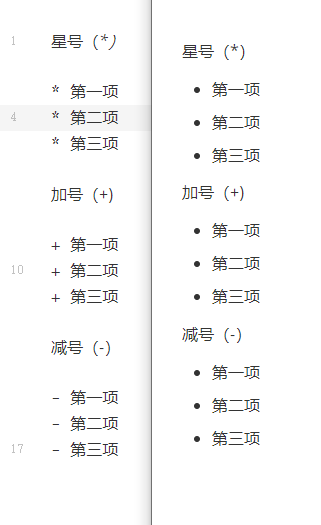 1 星号（*）
* 第一项
4 * 第二项
* 第三项
加号（+)
10 + 第一项
+ 第二项
+ 第三项
减号（-）
- 第一项
- 第二项
17 - 第三项
星号（*）
• 第一项
• 第二项
• 第三项
加号（+)
• 第一项
• 第二项
• 第三项
减号（-）
• 第一项
• 第二项
• 第三项